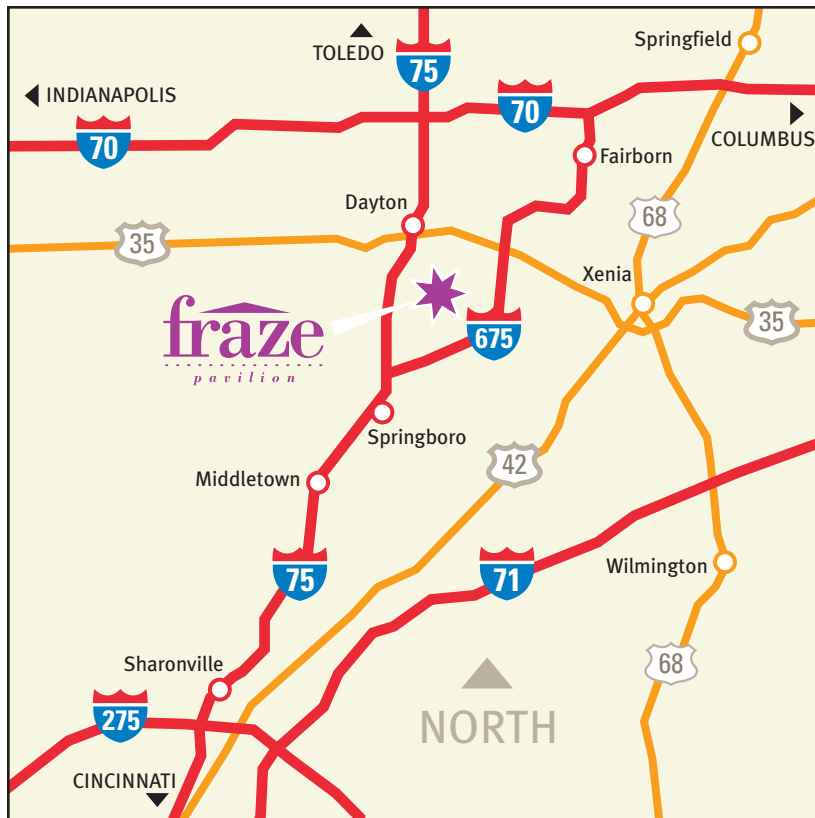 Springfield
TOLEDO
75
INDIANAPOLIS
70
70
COLUMBUS
Fairborn
Dayton
68
35
Xenia
fraze
pavilion
675
35
Springboro
42
Middletown
75
71
Wilmington
Sharonville
68
275
NORTH
CINCINNATI